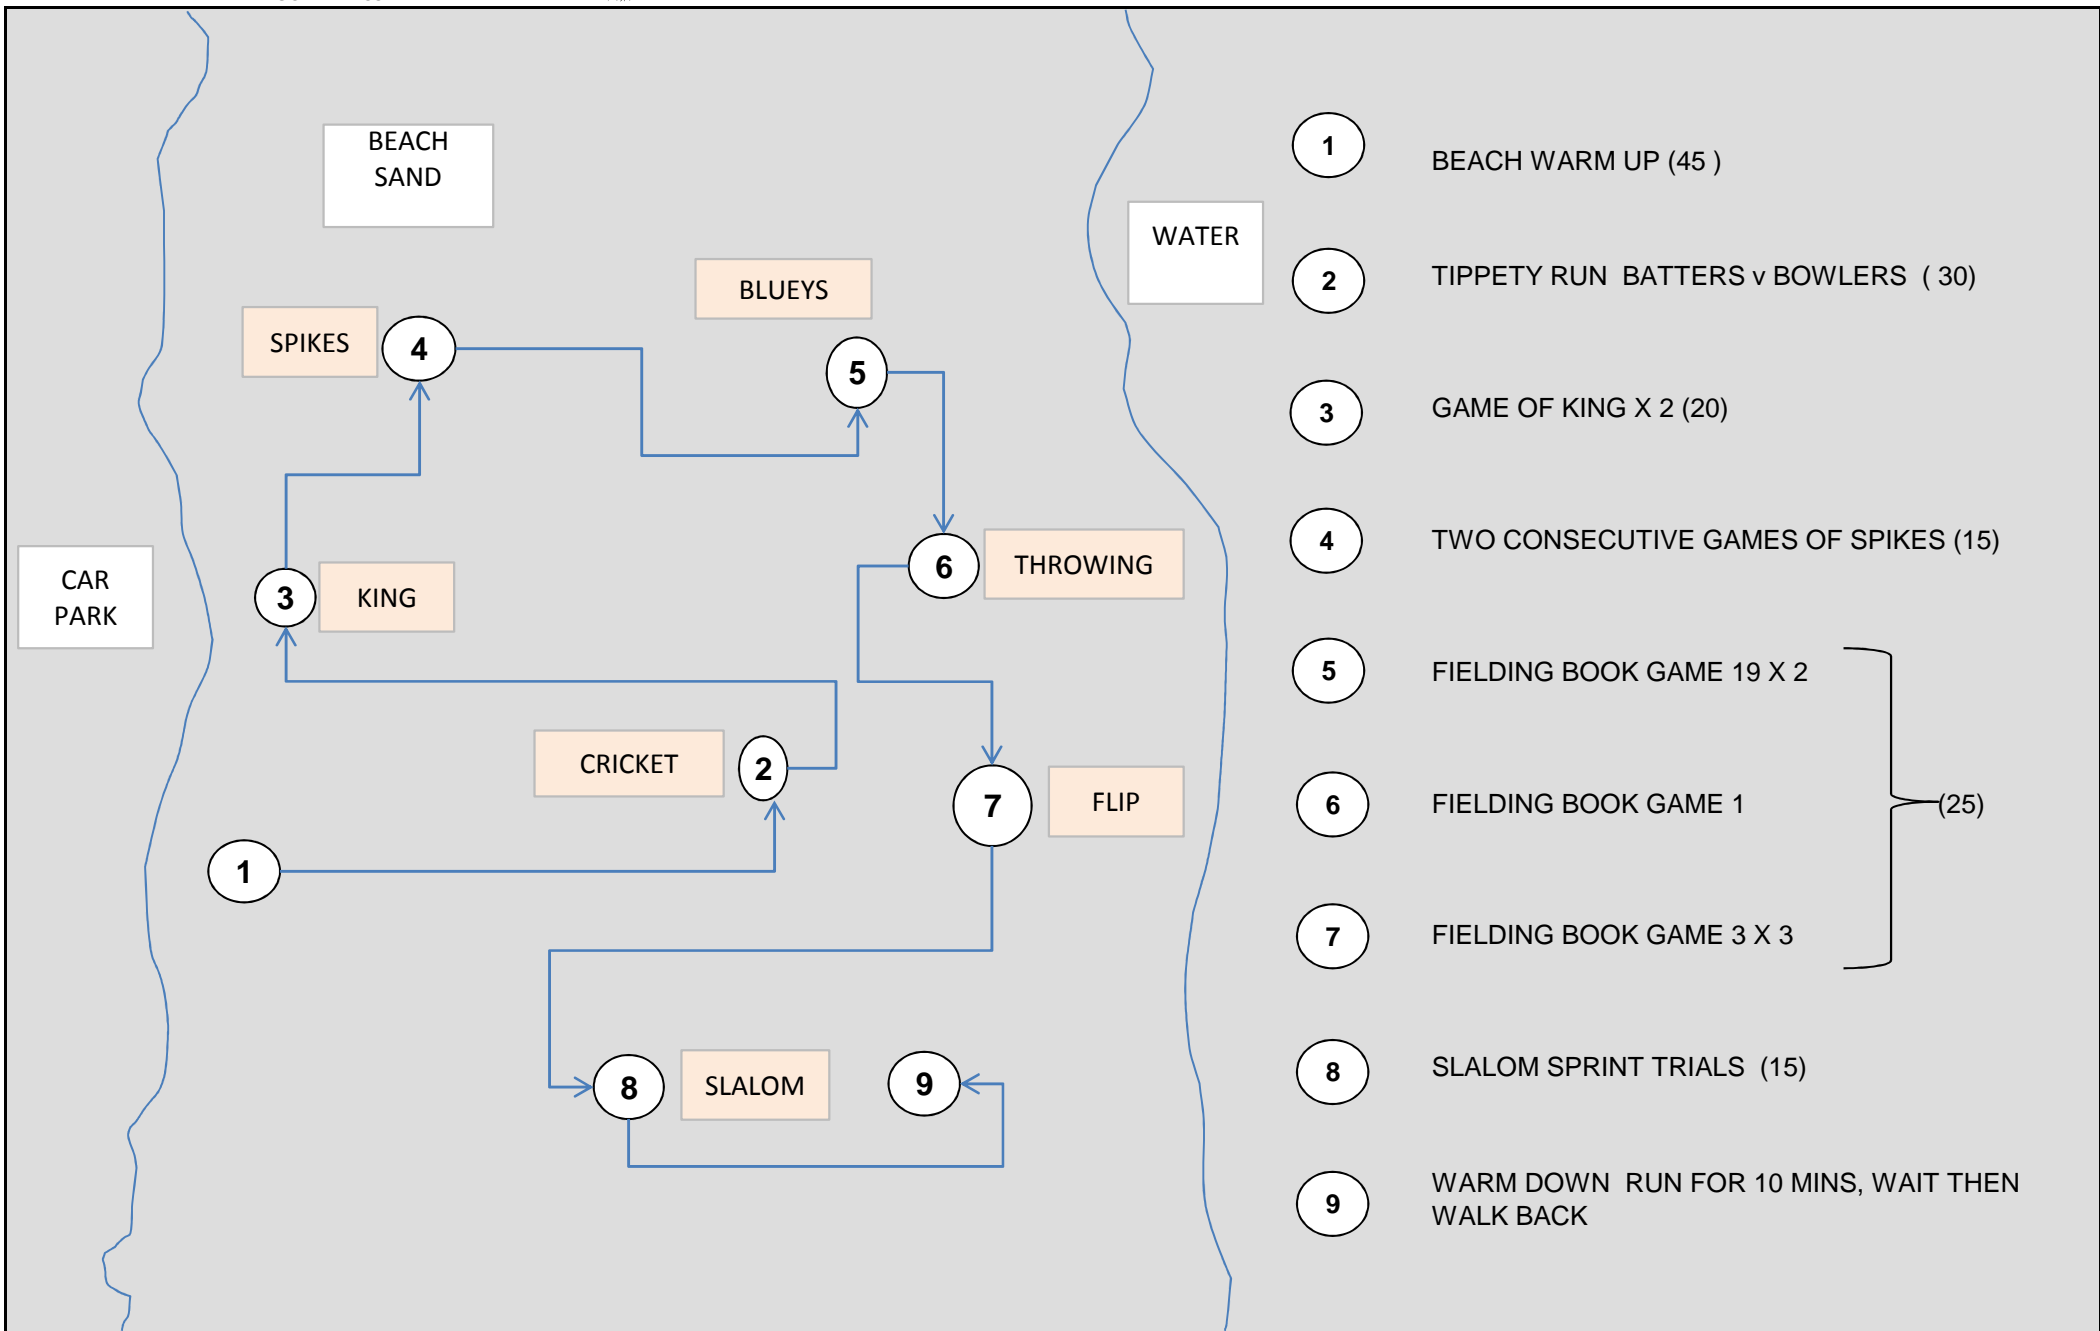 BEACH
SAND
WATER
BLUEYS
SPIKES
4
5
CAR
PARK
3
KING
6
THROWING
CRICKET
2
7
FLIP
1
8
SLALOM
9
1
BEACH WARM UP (45 )
2
TIPPETY RUN  BATTERS v BOWLERS  ( 30)
3
GAME OF KING X 2 (20)
4
TWO CONSECUTIVE GAMES OF SPIKES (15)
5
FIELDING BOOK GAME 19 X 2
6
FIELDING BOOK GAME 1
(25)
7
FIELDING BOOK GAME 3 X 3
8
SLALOM SPRINT TRIALS  (15)
9
WARM DOWN  RUN FOR 10 MINS, WAIT THEN
WALK BACK